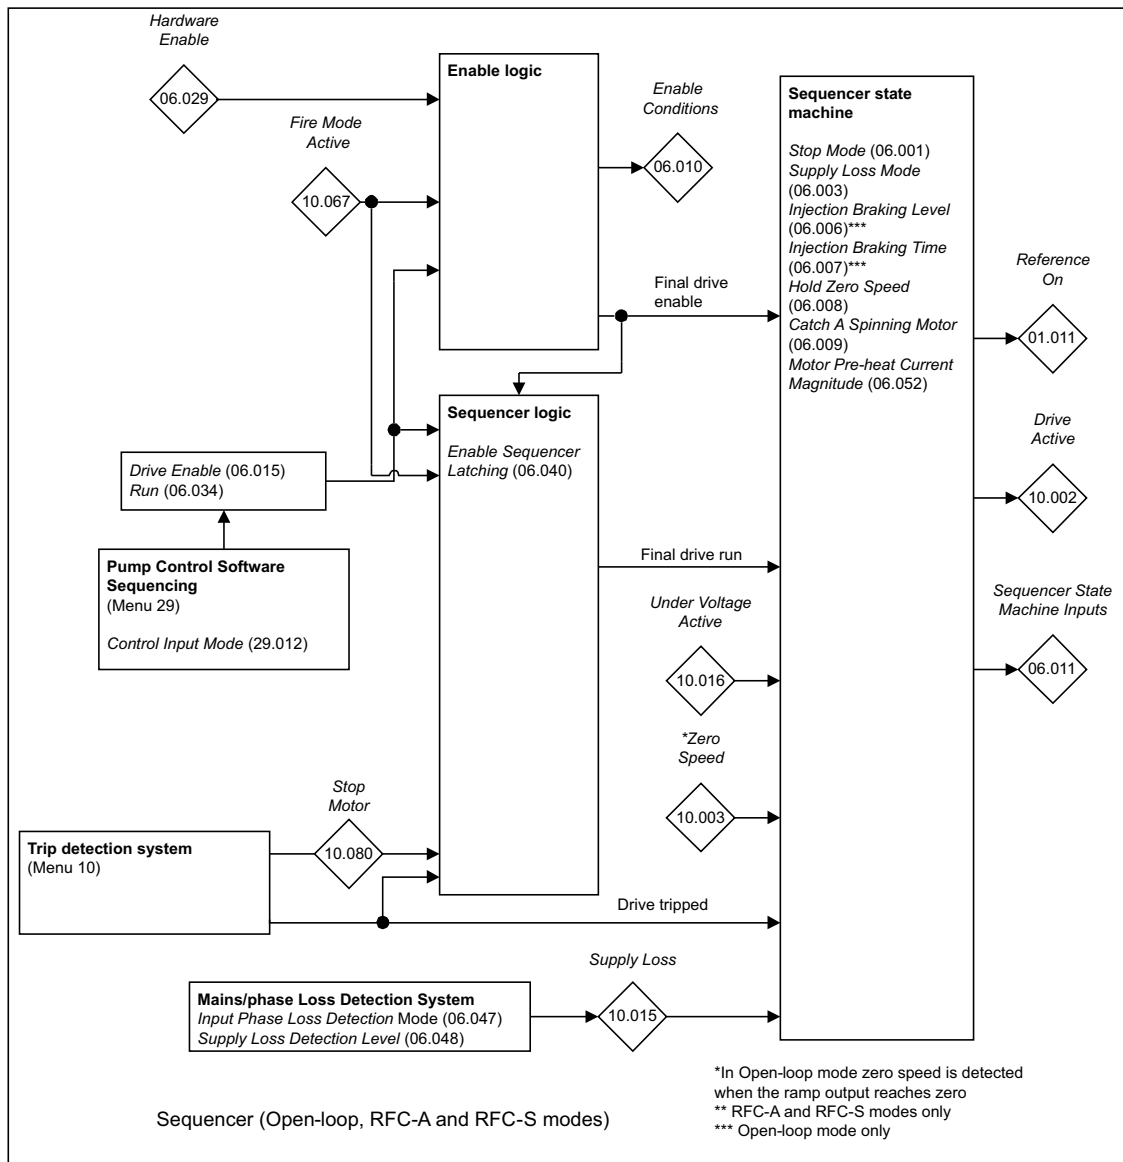 Hardware
Enable
06.029
Fire Mode
Active
10.067
Enable logic
Enable
Conditions
06.010
Final drive
enable
Sequencer logic
Enable Sequencer
Latching (06.040)
Drive Enable (06.015)
Run (06.034)
Pump Control Software
Sequencing
(Menu 29)
Control Input Mode (29.012)
Final drive run
Under Voltage
Active
10.016
*Zero
Speed
10.003
Stop
Motor
10.080
Trip detection system
(Menu 10)
Drive tripped
Supply Loss
10.015
Mains/phase Loss Detection System
Input Phase Loss Detection Mode (06.047)
Supply Loss Detection Level (06.048)
Sequencer state
machine
Stop Mode (06.001)
Supply Loss Mode
(06.003)
Injection Braking Level
(06.006)***
Injection Braking Time
(06.007)***
Hold Zero Speed
(06.008)
Catch A Spinning Motor
(06.009)
Motor Pre-heat Current
Magnitude (06.052)
Reference
On
01.011
Drive
Active
10.002
Sequencer State
Machine Inputs
06.011
*In Open-loop mode zero speed is detected
when the ramp output reaches zero
** RFC-A and RFC-S modes only
*** Open-loop mode only
Sequencer (Open-loop, RFC-A and RFC-S modes)